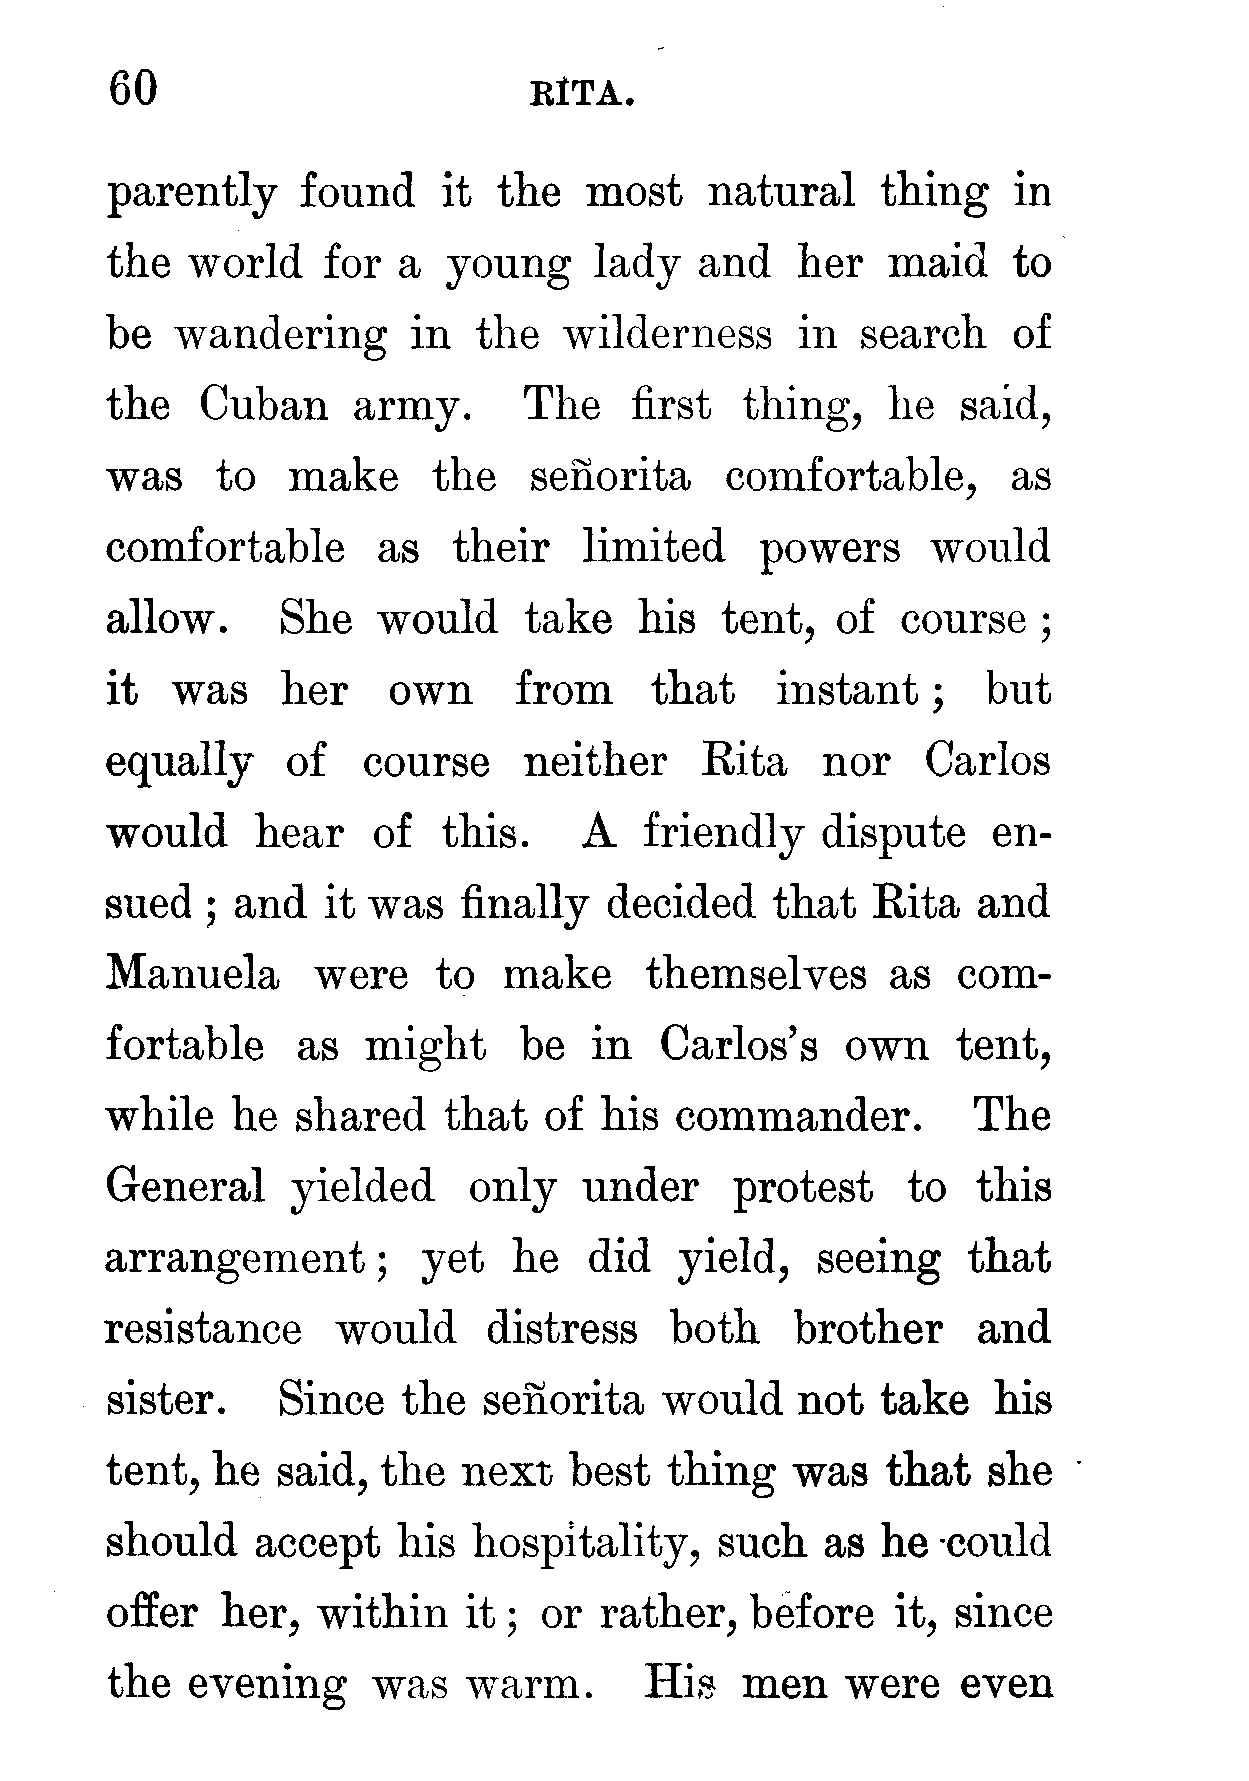 60 RITA.
parently found it the most natural thing in
the world for a young lady and her maid to
be wandering in the wilderness in search of
the Cuban army. The first thing, he said,
was to make the señorita comfortable, as
comfortable as their limited powers would
allow. She would take his tent, of course ;
it was her own from that instant ; but
equally of course neither Rita nor Carlos
would hear of this. A friendly dispute en-
sued ; and it was finally decided that Rita and
Manuela were to make themselves as com-
fortable as might be in Carlos's own tent,
while he shared that of his commander. The
General yielded only under protest to this
arrangement ; yet he did yield, seeing that
resistance would distress both brother and
sister. Since the señorita would not take his
tent, he said, the next best thing was that she
should accept his hospitality, such as he could
offer her, within it ; or rather, before it, since
the evening was warm. His men were even